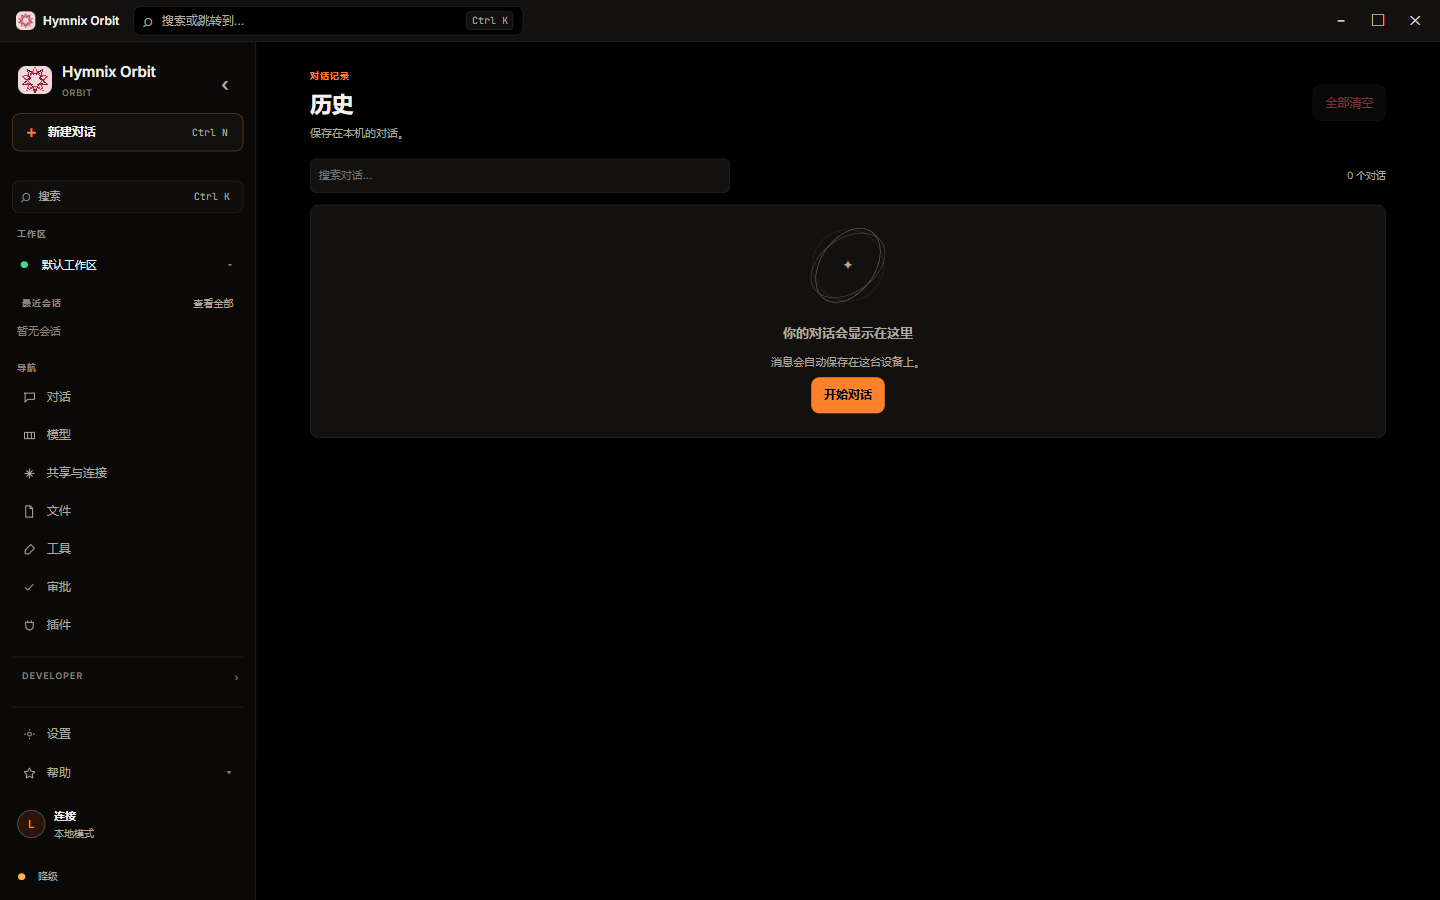 Hymnix Orbit
搜索或跳转到...
Ctrl K
Hymnix Orbit
ORBIT
+ 新建对话 Ctrl N
搜索 Ctrl K
工作区
默认工作区
最近会话 查看全部
暂无会话
导航
对话
模型
共享与连接
文件
工具
审批
插件
DEVELOPER
设置
帮助
L
连接
本地模式
降级
对话记录
历史
保存在本机的对话。
全部清空
搜索对话...
0 个对话
你的对话会显示在这里
消息会自动保存在这台设备上。
开始对话